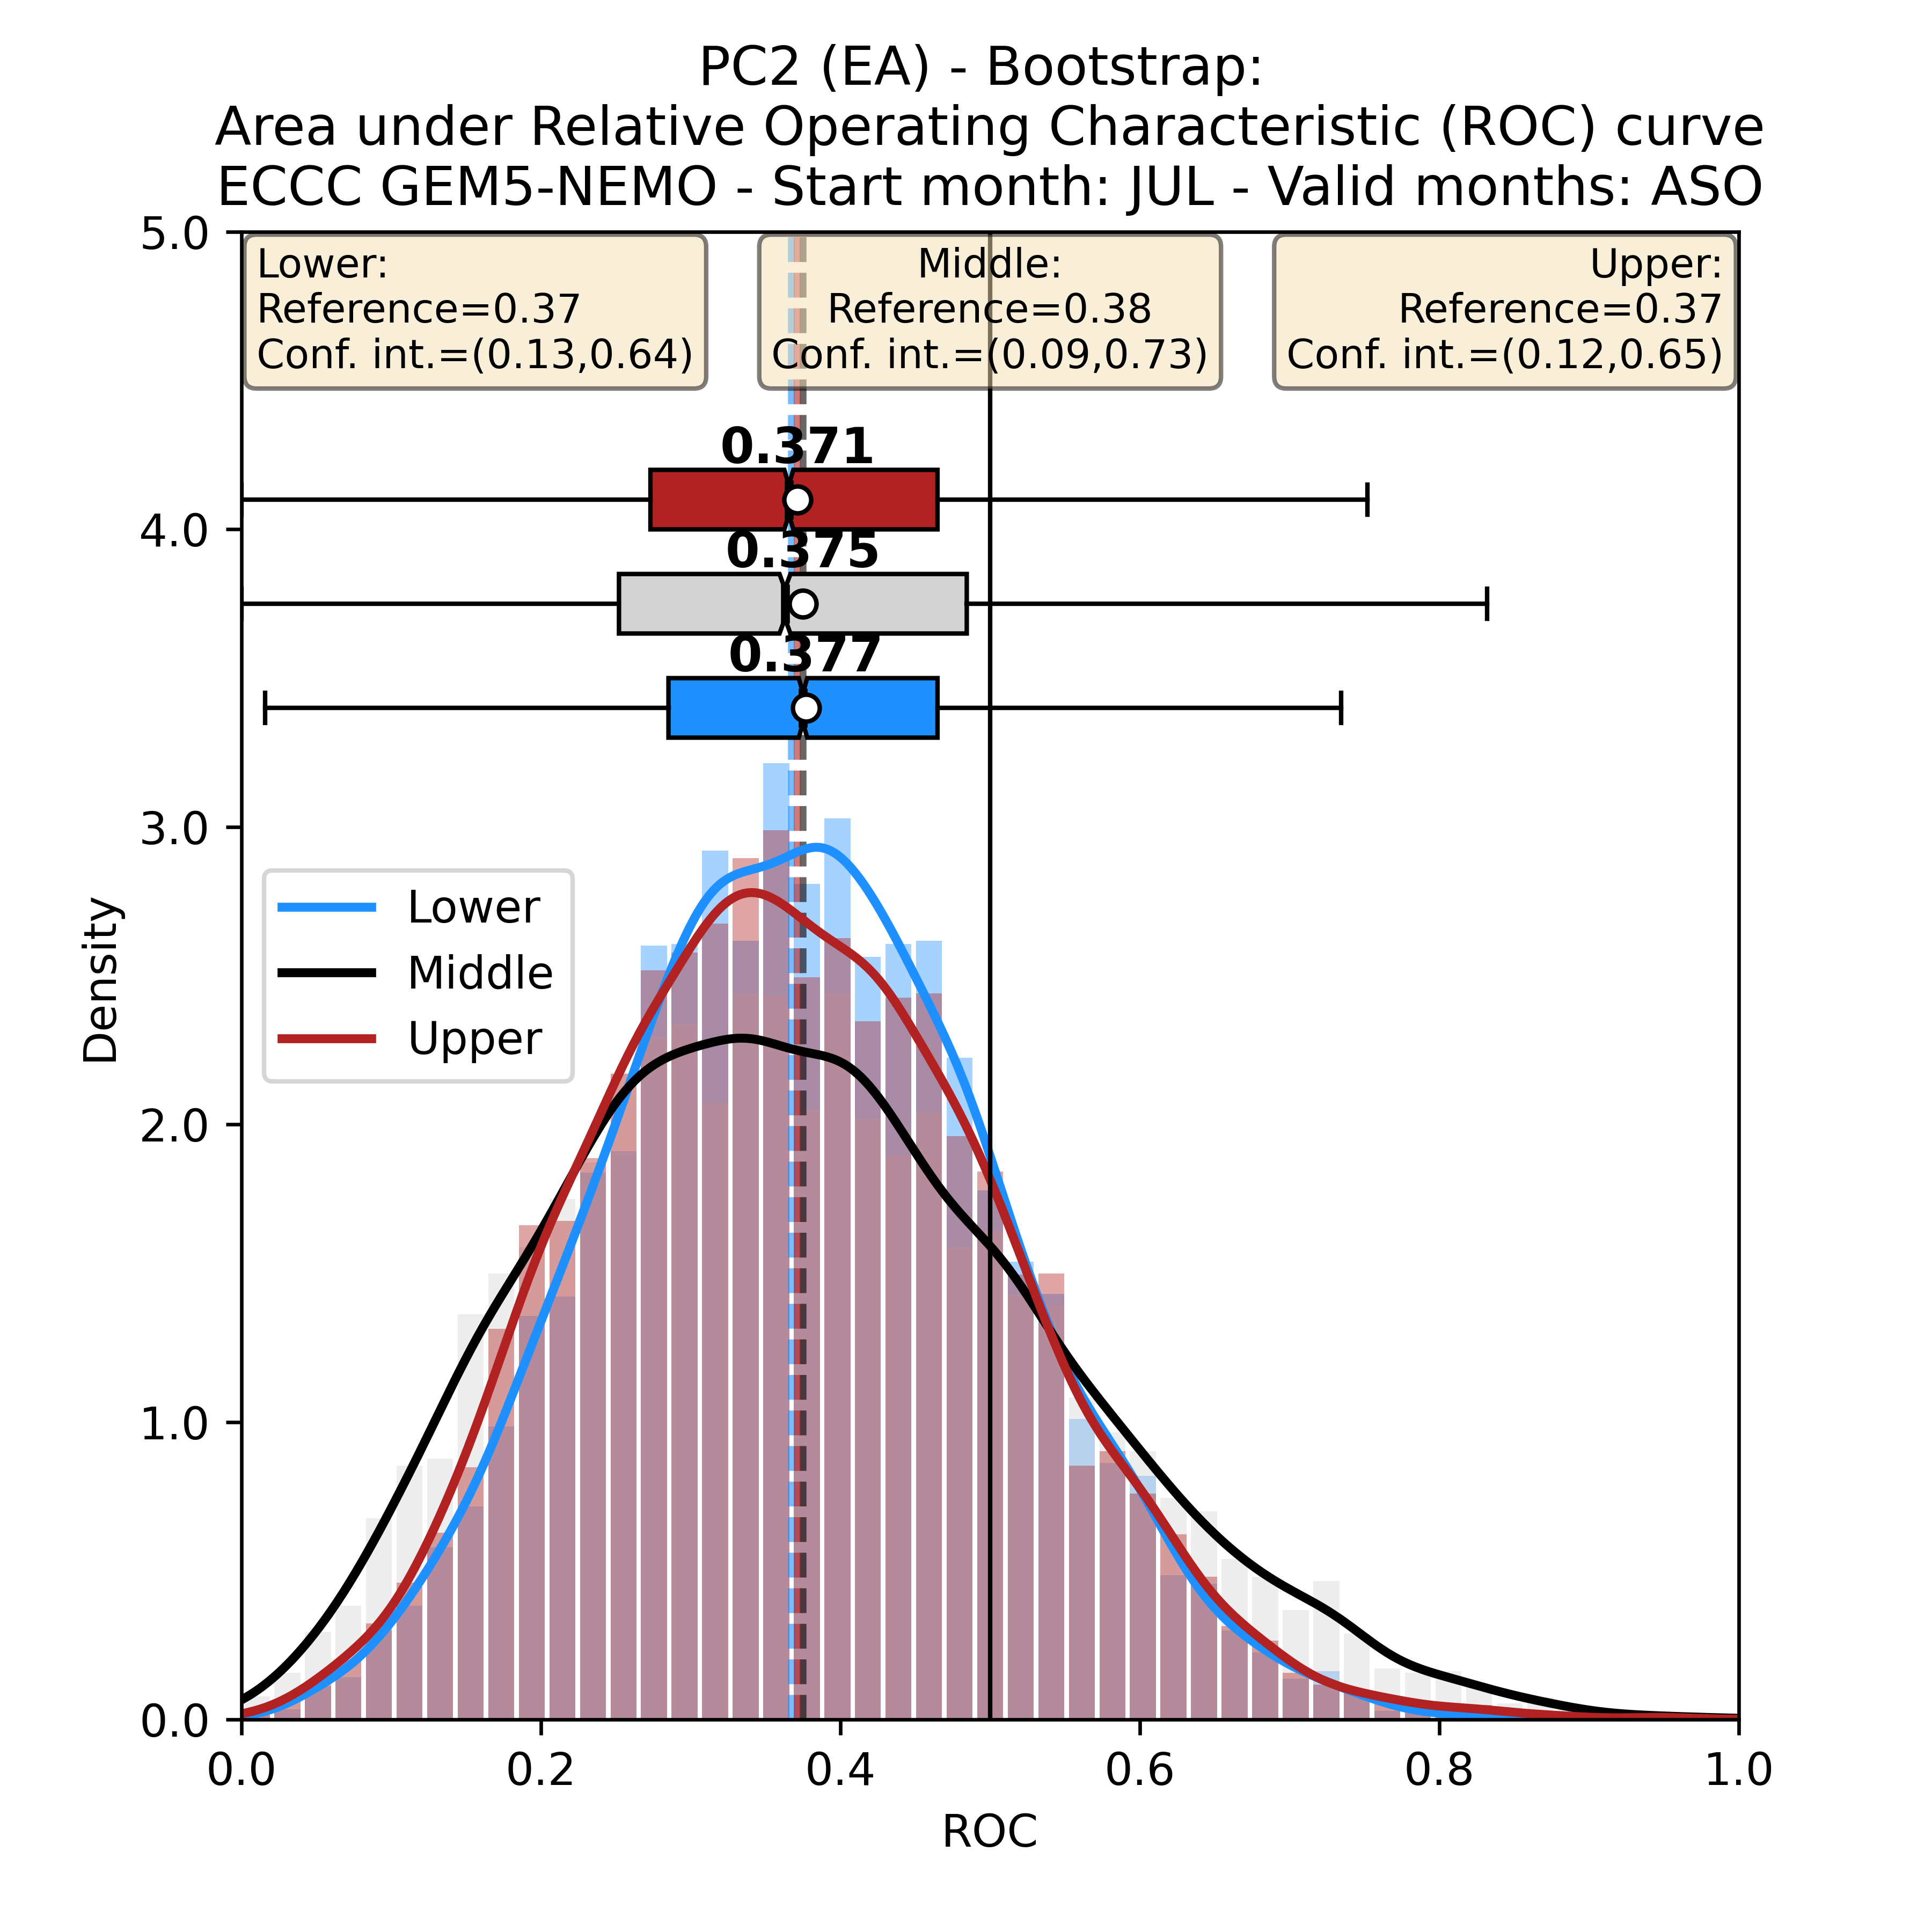 PC2 (EA) - Bootstrap:
Area under Relative Operating Characteristic (ROC) curve
ECCC GEM5-NEMO - Start month: JUL - Valid months: ASO
Lower:
Reference=0.37
Conf. int.=(0.13,0.64)
Middle:
Reference=0.38
Conf. int.=(0.09,0.73)
Upper:
Reference=0.37
Conf. int.=(0.12,0.65)
0.371
0.375
0.377
Lower
Middle
Upper
Density
5.0
4.0
3.0
2.0
1.0
0.0
0.0 0.2 0.4 0.6 0.8 1.0
ROC